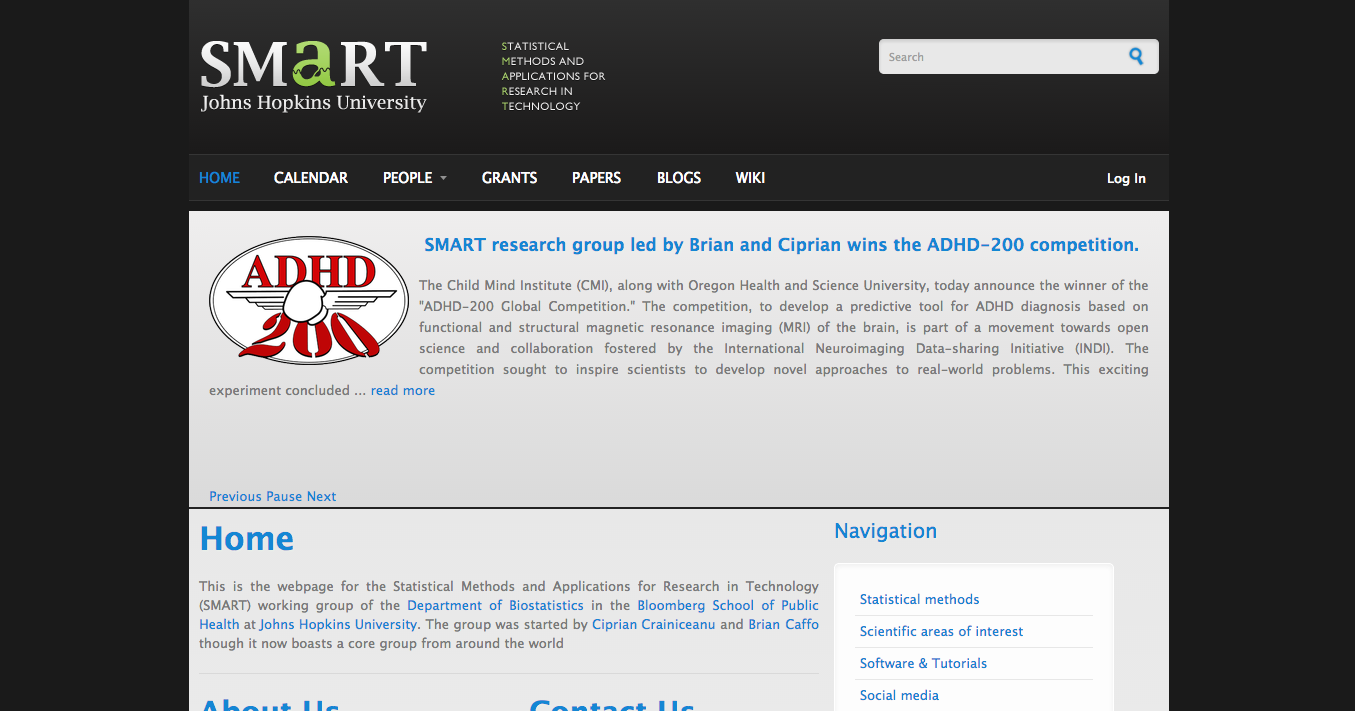 SMaRT
Johns Hopkins University
STATISTICAL
METHODS AND
APPLICATIONS FOR
RESEARCH IN
TECHNOLOGY
Search
HOME CALENDAR PEOPLE GRANTS PAPERS BLOGS WIKI Log In
ADHD
200
SMART research group led by Brian and Ciprian wins the ADHD-200 competition.
The Child Mind Institute (CMI), along with Oregon Health and Science University, today announce the winner of the
"ADHD-200 Global Competition." The competition, to develop a predictive tool for ADHD diagnosis based on
functional and structural magnetic resonance imaging (MRI) of the brain, is part of a movement towards open
science and collaboration fostered by the International Neuroimaging Data-sharing Initiative (INDI). The
competition sought to inspire scientists to develop novel approaches to real-world problems. This exciting
experiment concluded ... read more
Previous Pause Next
Home
This is the webpage for the Statistical Methods and Applications for Research in Technology
(SMART) working group of the Department of Biostatistics in the Bloomberg School of Public
Health at Johns Hopkins University. The group was started by Ciprian Crainiceanu and Brian Caffo
though it now boasts a core group from around the world
About Us
Contact Us
Navigation
Statistical methods
Scientific areas of interest
Software & Tutorials
Social media